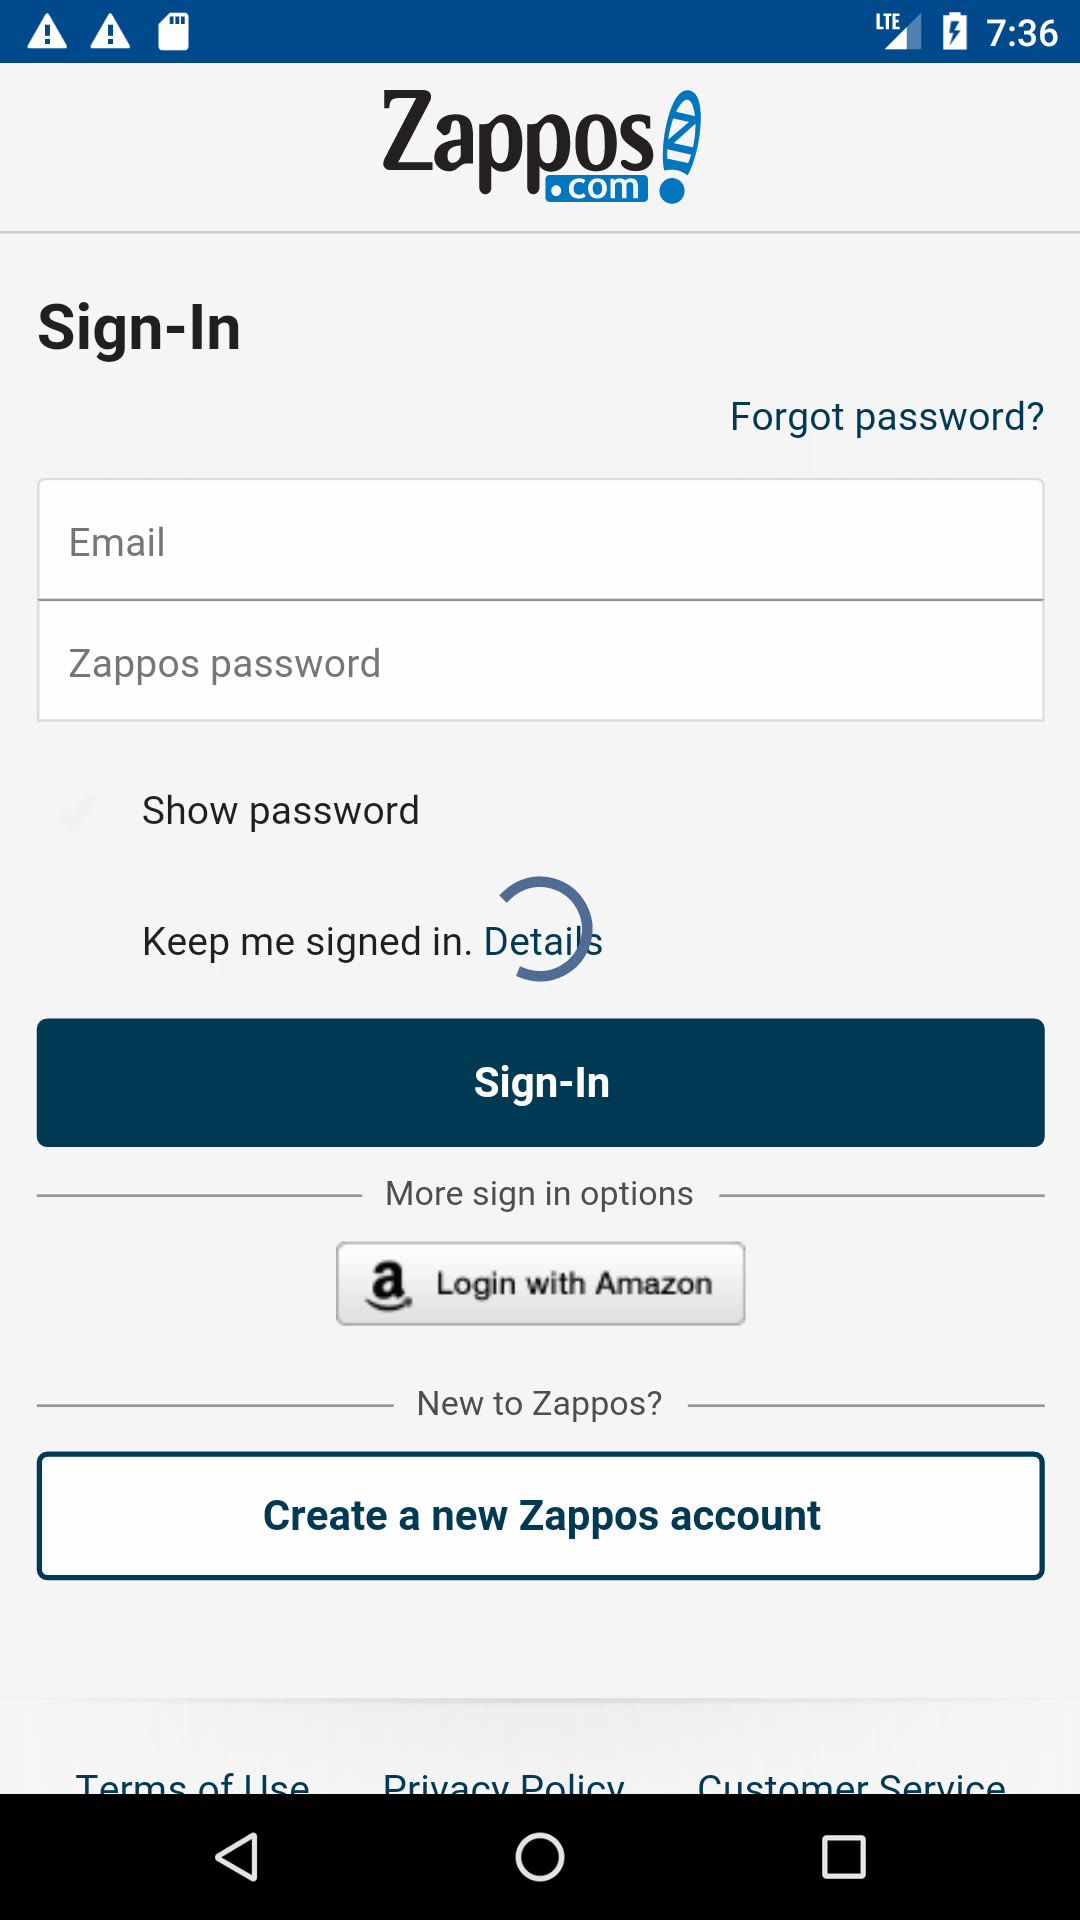 LTE 7:36
Zappos
.com
Sign-In
Forgot password?
Email
Zappos password
Show password
Keep me signed in. Details
Sign-In
More sign in options
a Login with Amazon
New to Zappos?
Create a new Zappos account
Terms of Use Privacy Policy Customer Service